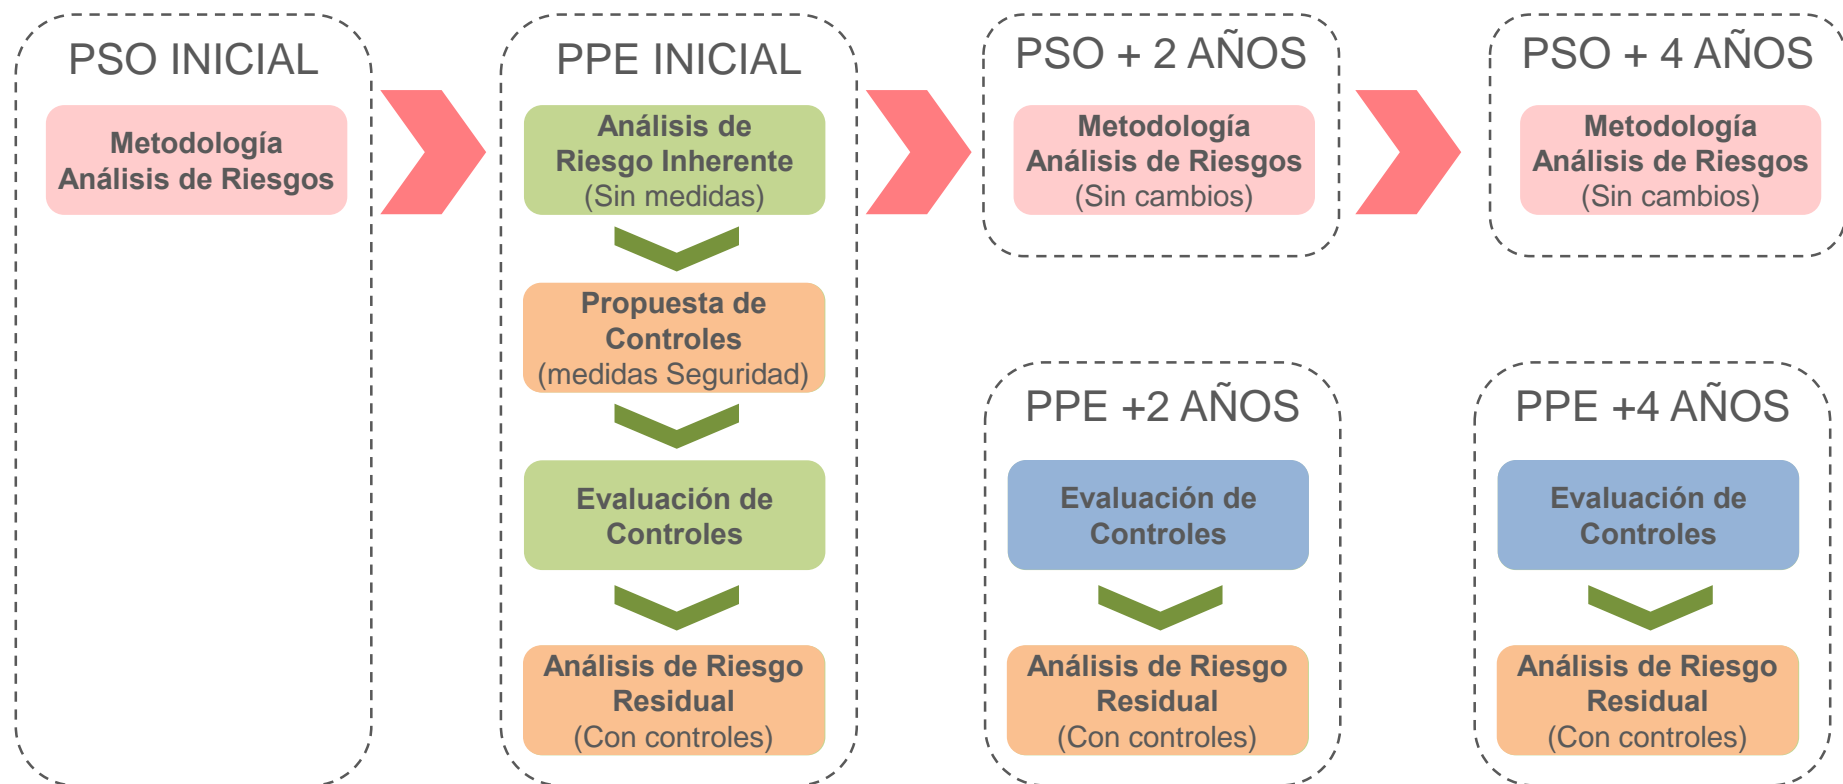 PSO INICIAL
Metodología
Análisis de Riesgos
PPE INICIAL
Análisis de
Riesgo Inherente
(Sin medidas)
Propuesta de
Controles
(medidas Seguridad)
Evaluación de
Controles
Análisis de Riesgo
Residual
(Con controles)
PSO + 2 AÑOS
Metodología
Análisis de Riesgos
(Sin cambios)
PPE +2 AÑOS
Evaluación de
Controles
Análisis de Riesgo
Residual
(Con controles)
PSO + 4 AÑOS
Metodología
Análisis de Riesgos
(Sin cambios)
PPE +4 AÑOS
Evaluación de
Controles
Análisis de Riesgo
Residual
(Con controles)